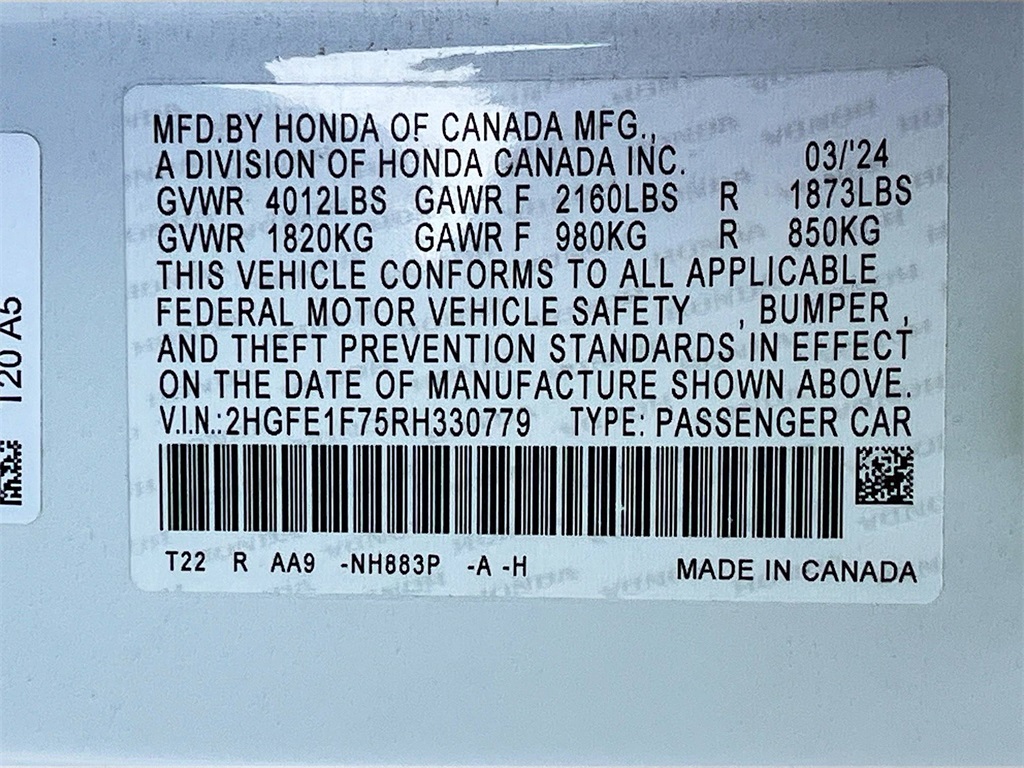 MFD.BY HONDA OF CANADA MFG.,
A DIVISION OF HONDA CANADA INC. 03/'24
GVWR 4012LBS GAWR F 2160LBS R 1873LBS
GVWR 1820KG GAWR F 980KG R 850KG
THIS VEHICLE CONFORMS TO ALL APPLICABLE
FEDERAL MOTOR VEHICLE SAFETY , BUMPER ,
AND THEFT PREVENTION STANDARDS IN EFFECT
ON THE DATE OF MANUFACTURE SHOWN ABOVE.
V.I.N.:2HGFE1F75RH330779 TYPE: PASSENGER CAR
T22 R AA9 -NH883P -A -H MADE IN CANADA
T20 A5